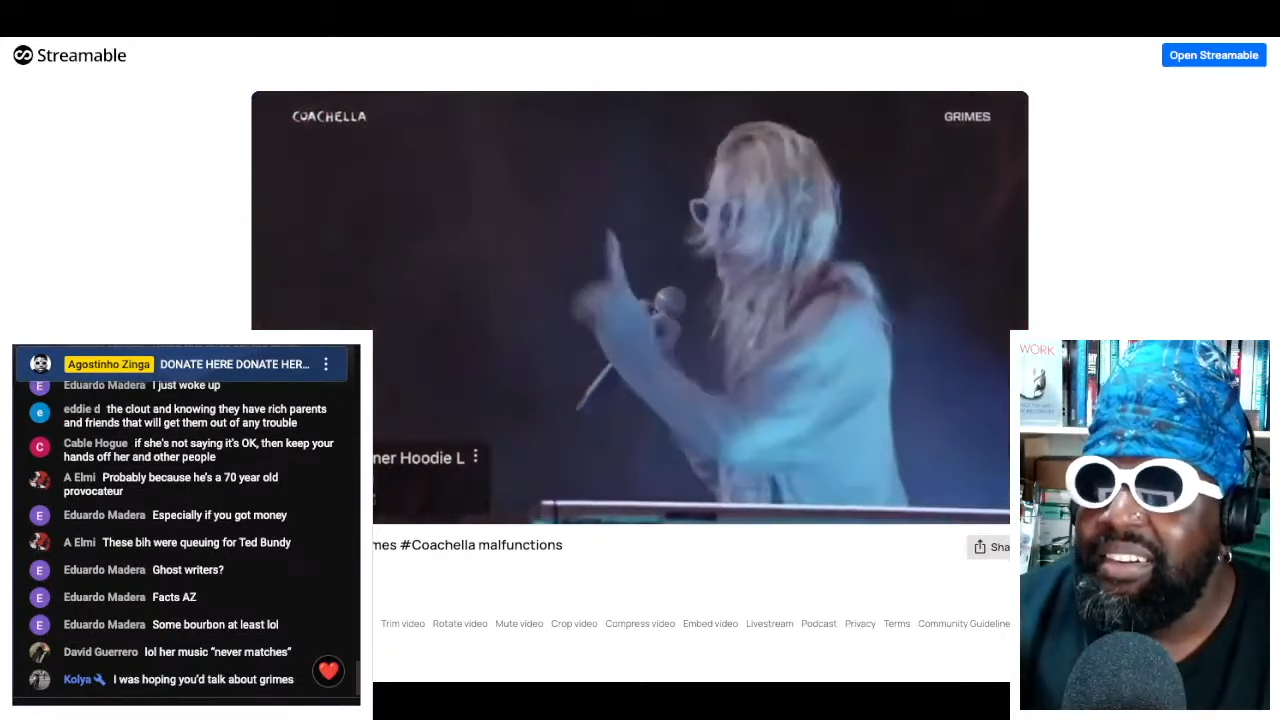 Streamable
Open Streamable
COACHELLA
GRIMES
ner Hoodie L
mes #Coachella malfunctions
Sha
Trim video Rotate video Mute video Crop video Compress video Embed video Livestream Podcast Privacy Terms Community Guideline
Agostinho Zinga DONATE HERE DONATE HER...
Eduardo Madera I just woke up
eddie d the clout and knowing they have rich parents
and friends that will get them out of any trouble
Cable Hogue if she's not saying it's OK, then keep your
hands off her and other people
A Elmi Probably because he's a 70 year old
provocateur
Eduardo Madera Especially if you got money
A Elmi These bih were queuing for Ted Bundy
Eduardo Madera Ghost writers?
Eduardo Madera Facts AZ
Eduardo Madera Some bourbon at least lol
David Guerrero lol her music “never matches”
Kolya I was hoping you'd talk about grimes
WORK